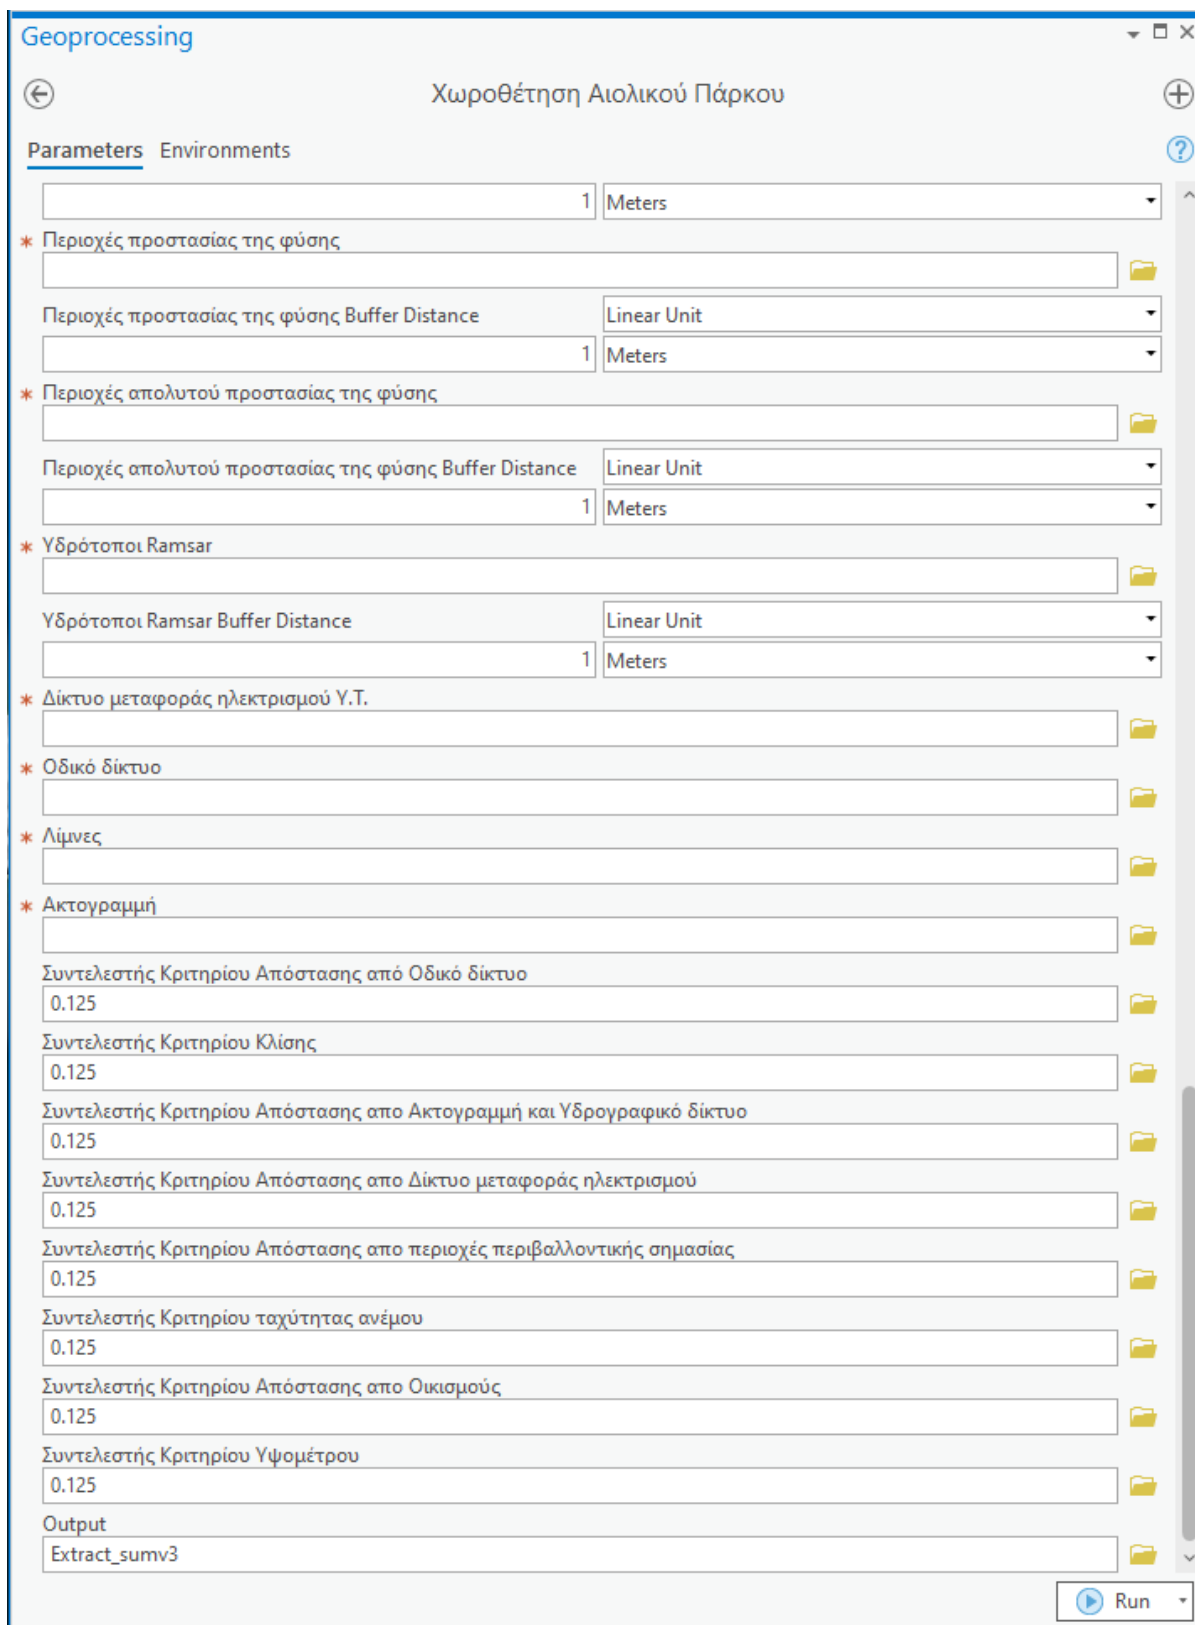 Geoprocessing
Χωροθέτηση Αιολικού Πάρκου
Parameters Environments
1 Meters
* Περιοχές προστασίας της φύσης
Περιοχές προστασίας της φύσης Buffer Distance Linear Unit
1 Meters
* Περιοχές απολυτού προστασίας της φύσης
Περιοχές απολυτού προστασίας της φύσης Buffer Distance Linear Unit
1 Meters
* Υδρότοποι Ramsar
Υδρότοποι Ramsar Buffer Distance Linear Unit
1 Meters
* Δίκτυο μεταφοράς ηλεκτρισμού Υ.Τ.
* Οδικό δίκτυο
* Λίμνες
* Ακτογραμμή
Συντελεστής Κριτηρίου Απόστασης από Οδικό δίκτυο
0.125
Συντελεστής Κριτηρίου Κλίσης
0.125
Συντελεστής Κριτηρίου Απόστασης απο Ακτογραμμή και Υδρογραφικό δίκτυο
0.125
Συντελεστής Κριτηρίου Απόστασης απο Δίκτυο μεταφοράς ηλεκτρισμού
0.125
Συντελεστής Κριτηρίου Απόστασης απο περιοχές περιβαλλοντικής σημασίας
0.125
Συντελεστής Κριτηρίου ταχύτητας ανέμου
0.125
Συντελεστής Κριτηρίου Απόστασης απο Οικισμούς
0.125
Συντελεστής Κριτηρίου Υψομέτρου
0.125
Output
Extract_sumv3
Run